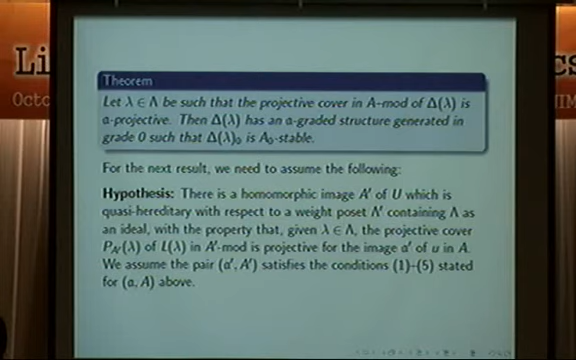 Li
Octo
cs
IM
Theorem
Let λ ∈ Λ be such that the projective cover in A-mod of Δ(λ) is
𝔞-projective. Then Δ(λ) has an 𝔞-graded structure generated in
grade 0 such that Δ(λ)₀ is A₀-stable.
For the next result, we need to assume the following:
Hypothesis: There is a homomorphic image A′ of U which is
quasi-hereditary with respect to a weight poset Λ′ containing Λ as
an ideal, with the property that, given λ ∈ Λ, the projective cover
P_A′(λ) of L(λ) in A′-mod is projective for the image 𝔞′ of u in A.
We assume the pair (𝔞′, A′) satisfies the conditions (1)–(5) stated
for (𝔞, A) above.